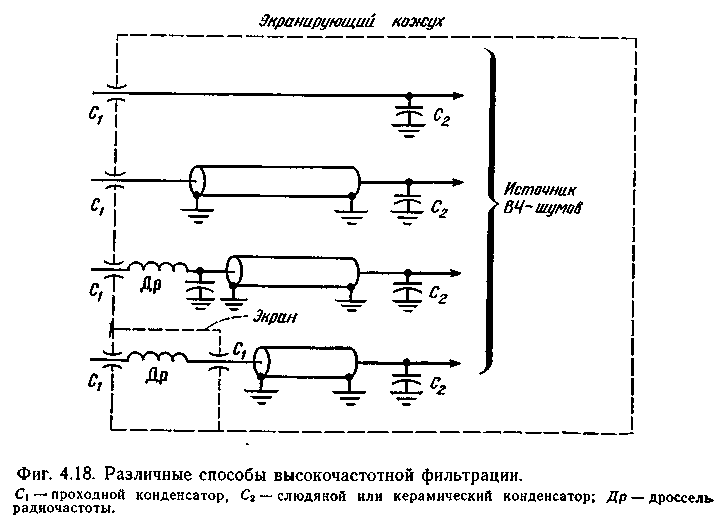 Экранирующий кожух
C₁
C₂
C₁
C₂
Источник
ВЧ-шумов
C₁
Др
C₂
Экран
C₁
Др
C₁
C₂
Фиг. 4.18. Различные способы высокочастотной фильтрации.
C₁ — проходной конденсатор, C₂ — слюдяной или керамический конденсатор; Др — дроссель
радиочастоты.